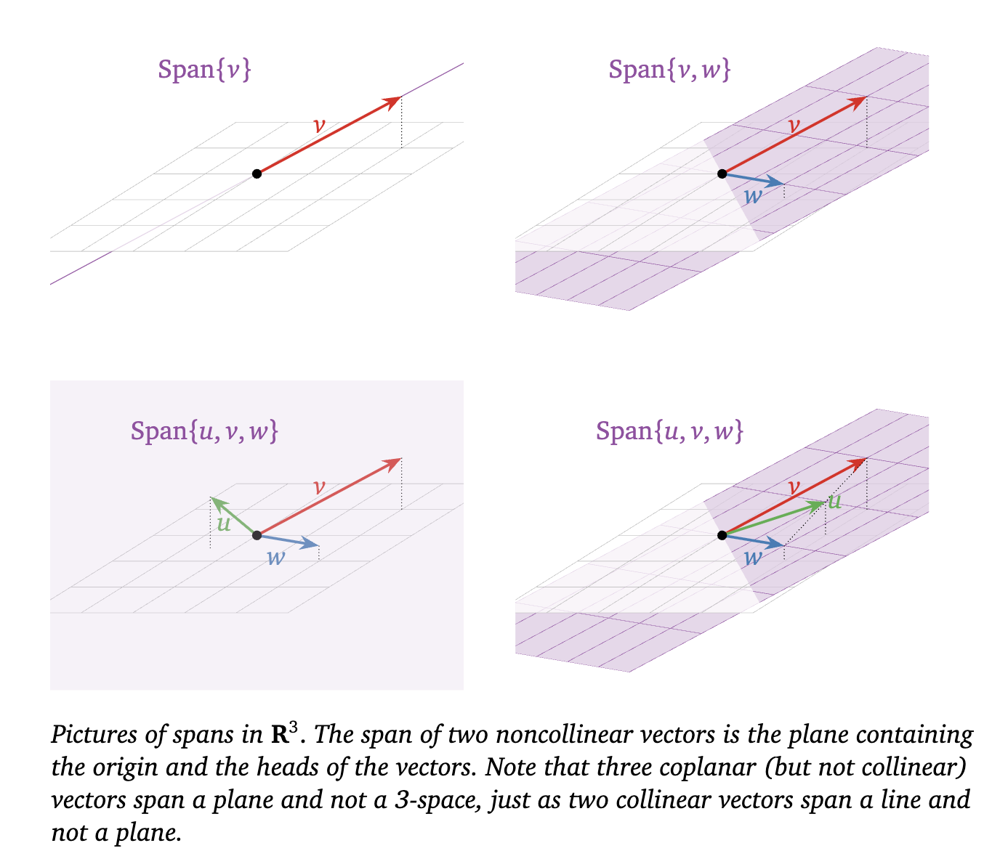 Span{v}
Span{v, w}
v
v
w
Span{u, v, w}
Span{u, v, w}
v
u
w
v
u
w
Pictures of spans in R³. The span of two noncollinear vectors is the plane containing
the origin and the heads of the vectors. Note that three coplanar (but not collinear)
vectors span a plane and not a 3-space, just as two collinear vectors span a line and
not a plane.